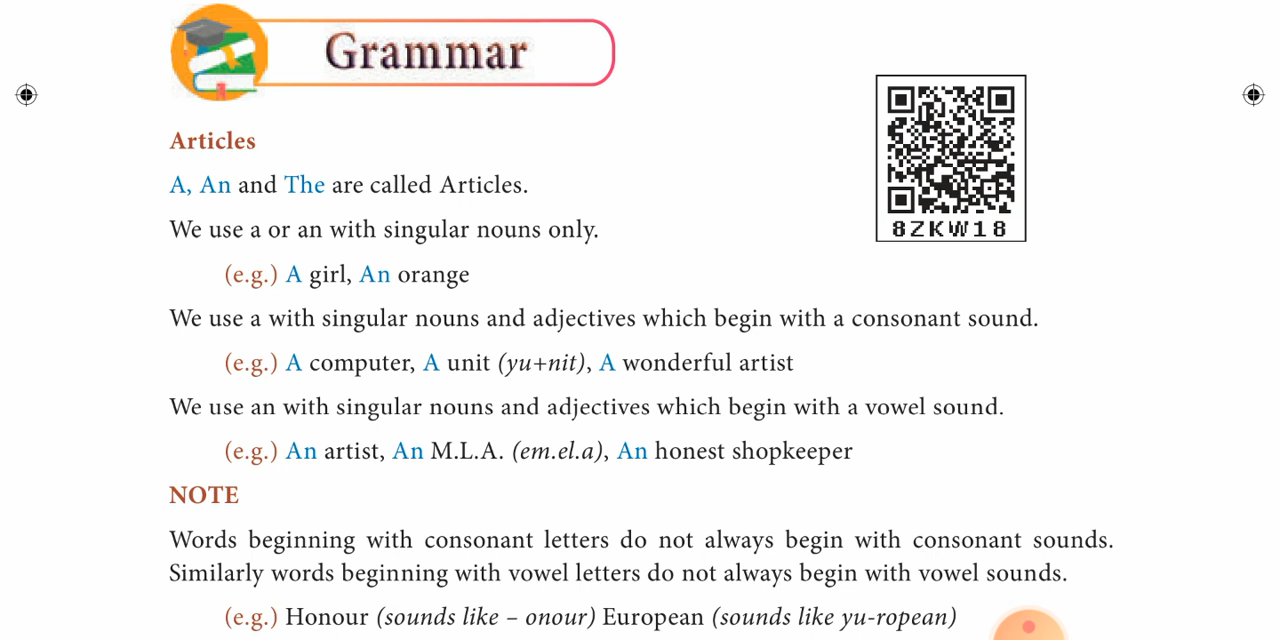 Grammar
8ZKW18
Articles
A, An and The are called Articles.
We use a or an with singular nouns only.
(e.g.) A girl, An orange
We use a with singular nouns and adjectives which begin with a consonant sound.
(e.g.) A computer, A unit (yu+nit), A wonderful artist
We use an with singular nouns and adjectives which begin with a vowel sound.
(e.g.) An artist, An M.L.A. (em.el.a), An honest shopkeeper
NOTE
Words beginning with consonant letters do not always begin with consonant sounds.
Similarly words beginning with vowel letters do not always begin with vowel sounds.
(e.g.) Honour (sounds like – onour) European (sounds like yu-ropean)